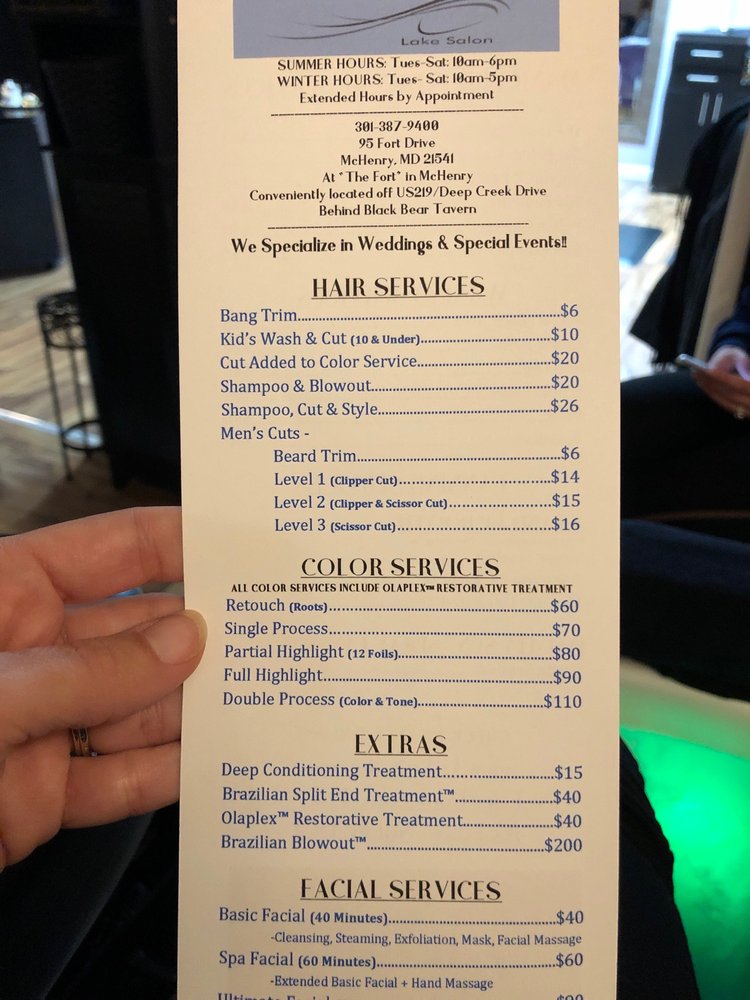 Lake Salon
SUMMER HOURS: Tues-Sat: 10am-6pm
WINTER HOURS: Tues- Sat: 10am-5pm
Extended Hours by Appointment
301-387-9400
95 Fort Drive
McHenry, MD 21541
At "The Fort" in McHenry
Conveniently located off US219/Deep Creek Drive
Behind Black Bear Tavern
We Specialize in Weddings & Special Events!!
HAIR SERVICES
Bang Trim....$6
Kid's Wash & Cut (10 & Under)....$10
Cut Added to Color Service....$20
Shampoo & Blowout....$20
Shampoo, Cut & Style....$26
Men's Cuts -
Beard Trim....$6
Level 1 (Clipper Cut)....$14
Level 2 (Clipper & Scissor Cut)....$15
Level 3 (Scissor Cut)....$16
COLOR SERVICES
ALL COLOR SERVICES INCLUDE OLAPLEX™ RESTORATIVE TREATMENT
Retouch (Roots)....$60
Single Process....$70
Partial Highlight (12 Foils)....$80
Full Highlight....$90
Double Process (Color & Tone)....$110
EXTRAS
Deep Conditioning Treatment....$15
Brazilian Split End Treatment™....$40
Olaplex™ Restorative Treatment....$40
Brazilian Blowout™....$200
FACIAL SERVICES
Basic Facial (40 Minutes)....$40
-Cleansing, Steaming, Exfoliation, Mask, Facial Massage
Spa Facial (60 Minutes)....$60
-Extended Basic Facial + Hand Massage
Ultimate Facial